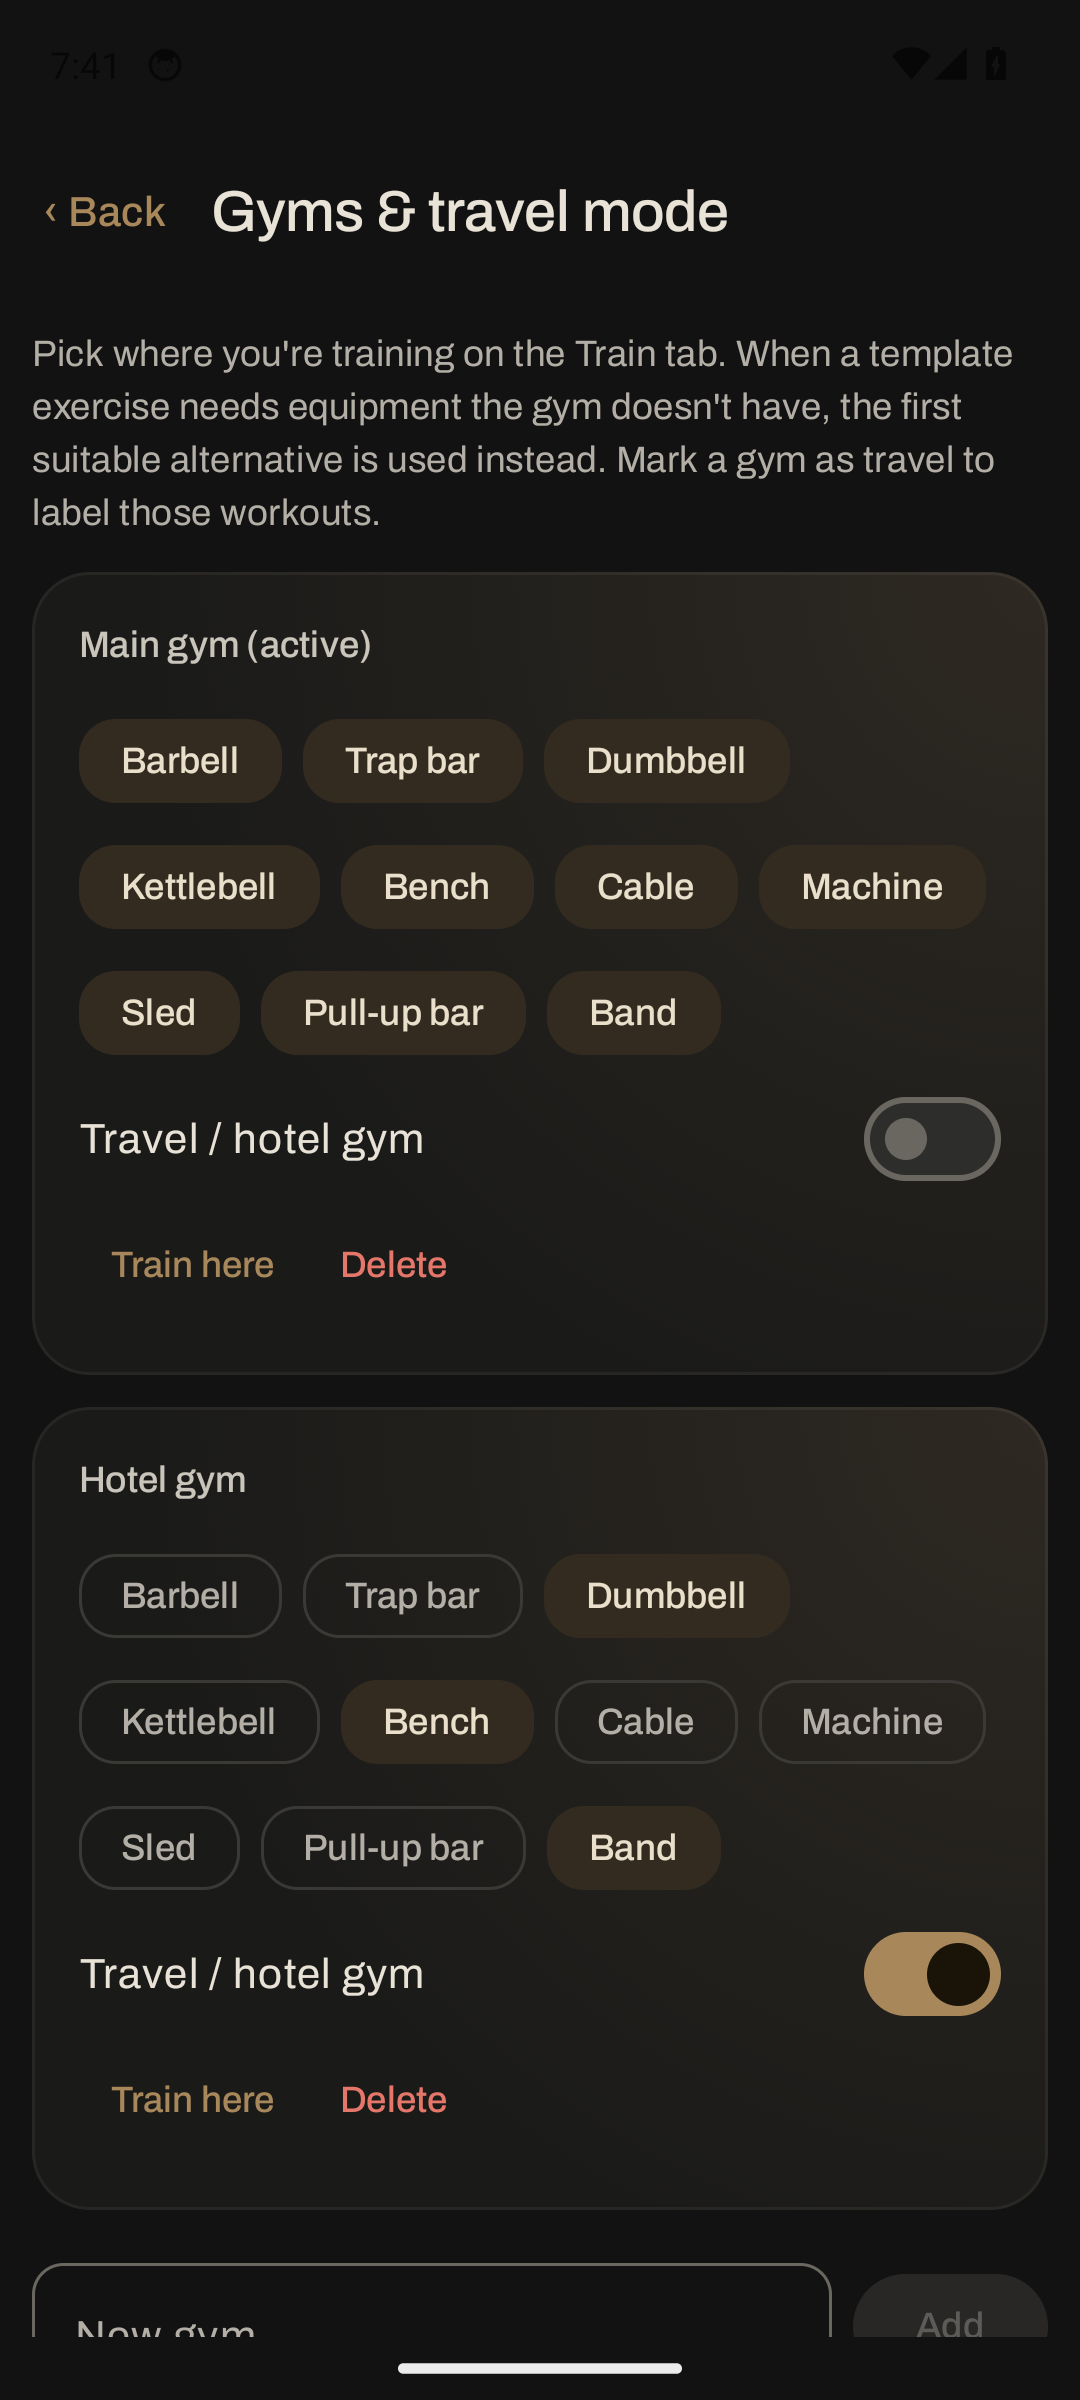 7:41
‹ Back Gyms & travel mode
Pick where you're training on the Train tab. When a template
exercise needs equipment the gym doesn't have, the first
suitable alternative is used instead. Mark a gym as travel to
label those workouts.
Main gym (active)
Barbell Trap bar Dumbbell
Kettlebell Bench Cable Machine
Sled Pull-up bar Band
Travel / hotel gym
Train here Delete
Hotel gym
Barbell Trap bar Dumbbell
Kettlebell Bench Cable Machine
Sled Pull-up bar Band
Travel / hotel gym
Train here Delete
New gym Add